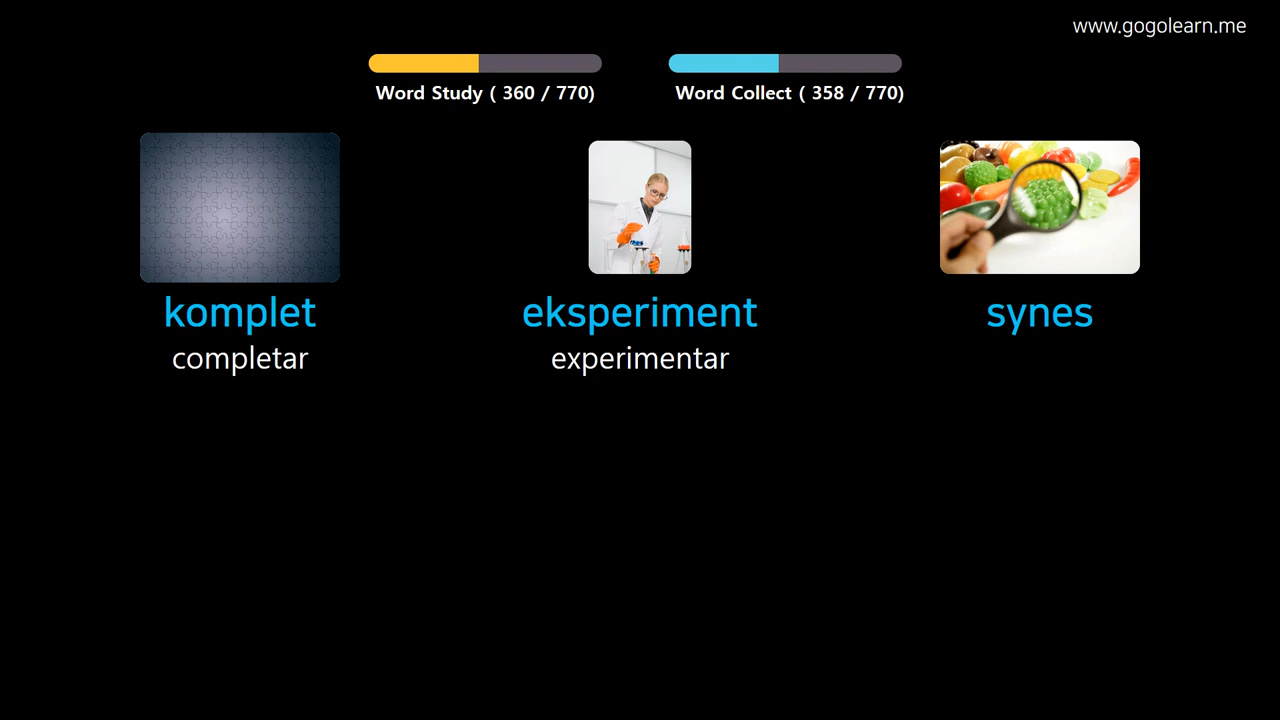 www.gogolearn.me
Word Study ( 360 / 770)
Word Collect ( 358 / 770)
komplet
completar
eksperiment
experimentar
synes